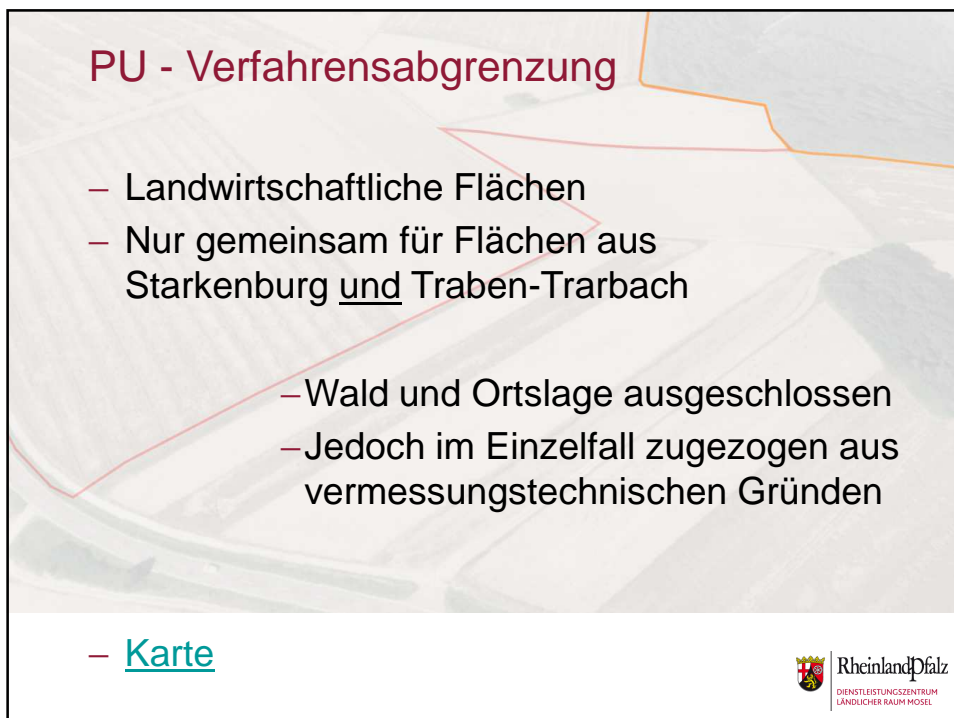 PU - Verfahrensabgrenzung
– Landwirtschaftliche Flächen
– Nur gemeinsam für Flächen aus
Starkenburg und Traben-Trarbach
–Wald und Ortslage ausgeschlossen
–Jedoch im Einzelfall zugezogen aus
vermessungstechnischen Gründen
– Karte
RheinlandPfalz
DIENSTLEISTUNGSZENTRUM
LÄNDLICHER RAUM MOSEL